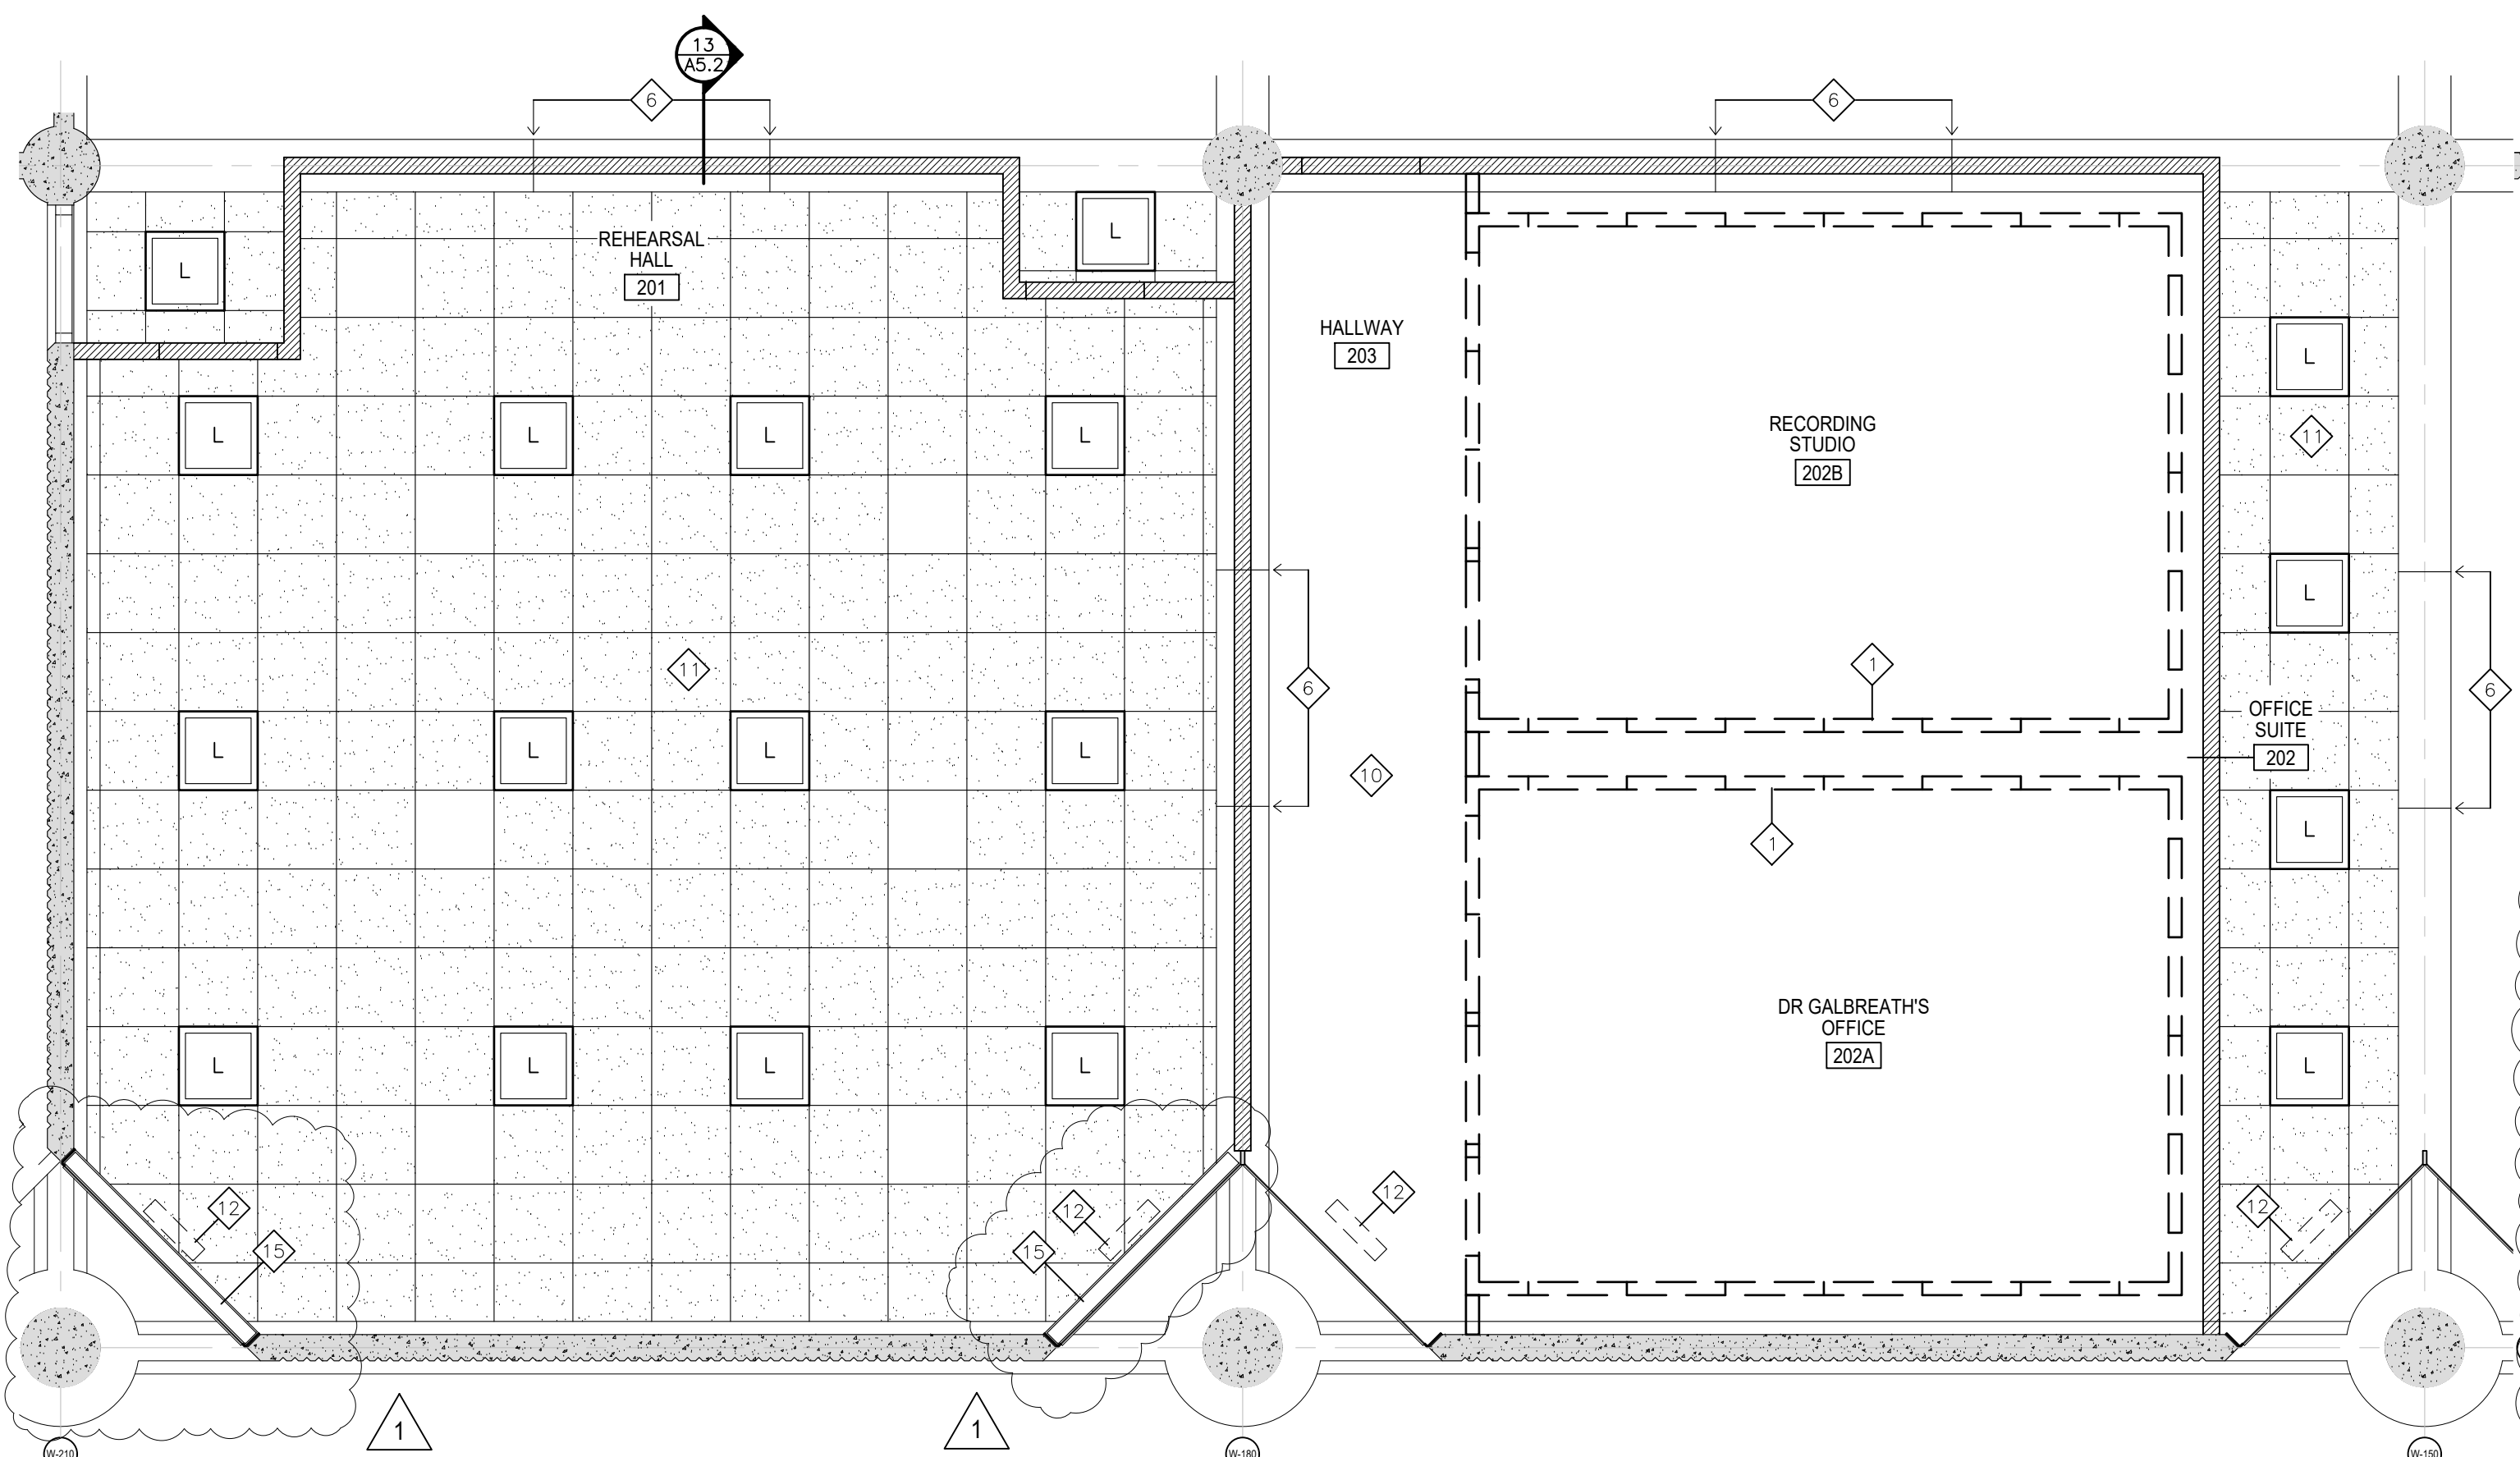 13
A5.2
6
6
L
L
REHEARSAL
HALL
201
HALLWAY
203
L
RECORDING
STUDIO
202B
11
L
L
L
L
L
11
1
6
6
OFFICE
SUITE
202
L
L
L
L
10
1
L
DR GALBREATH'S
OFFICE
202A
L
L
L
L
L
12
12
12
12
15
15
1
1
W-210
W-180
W-150